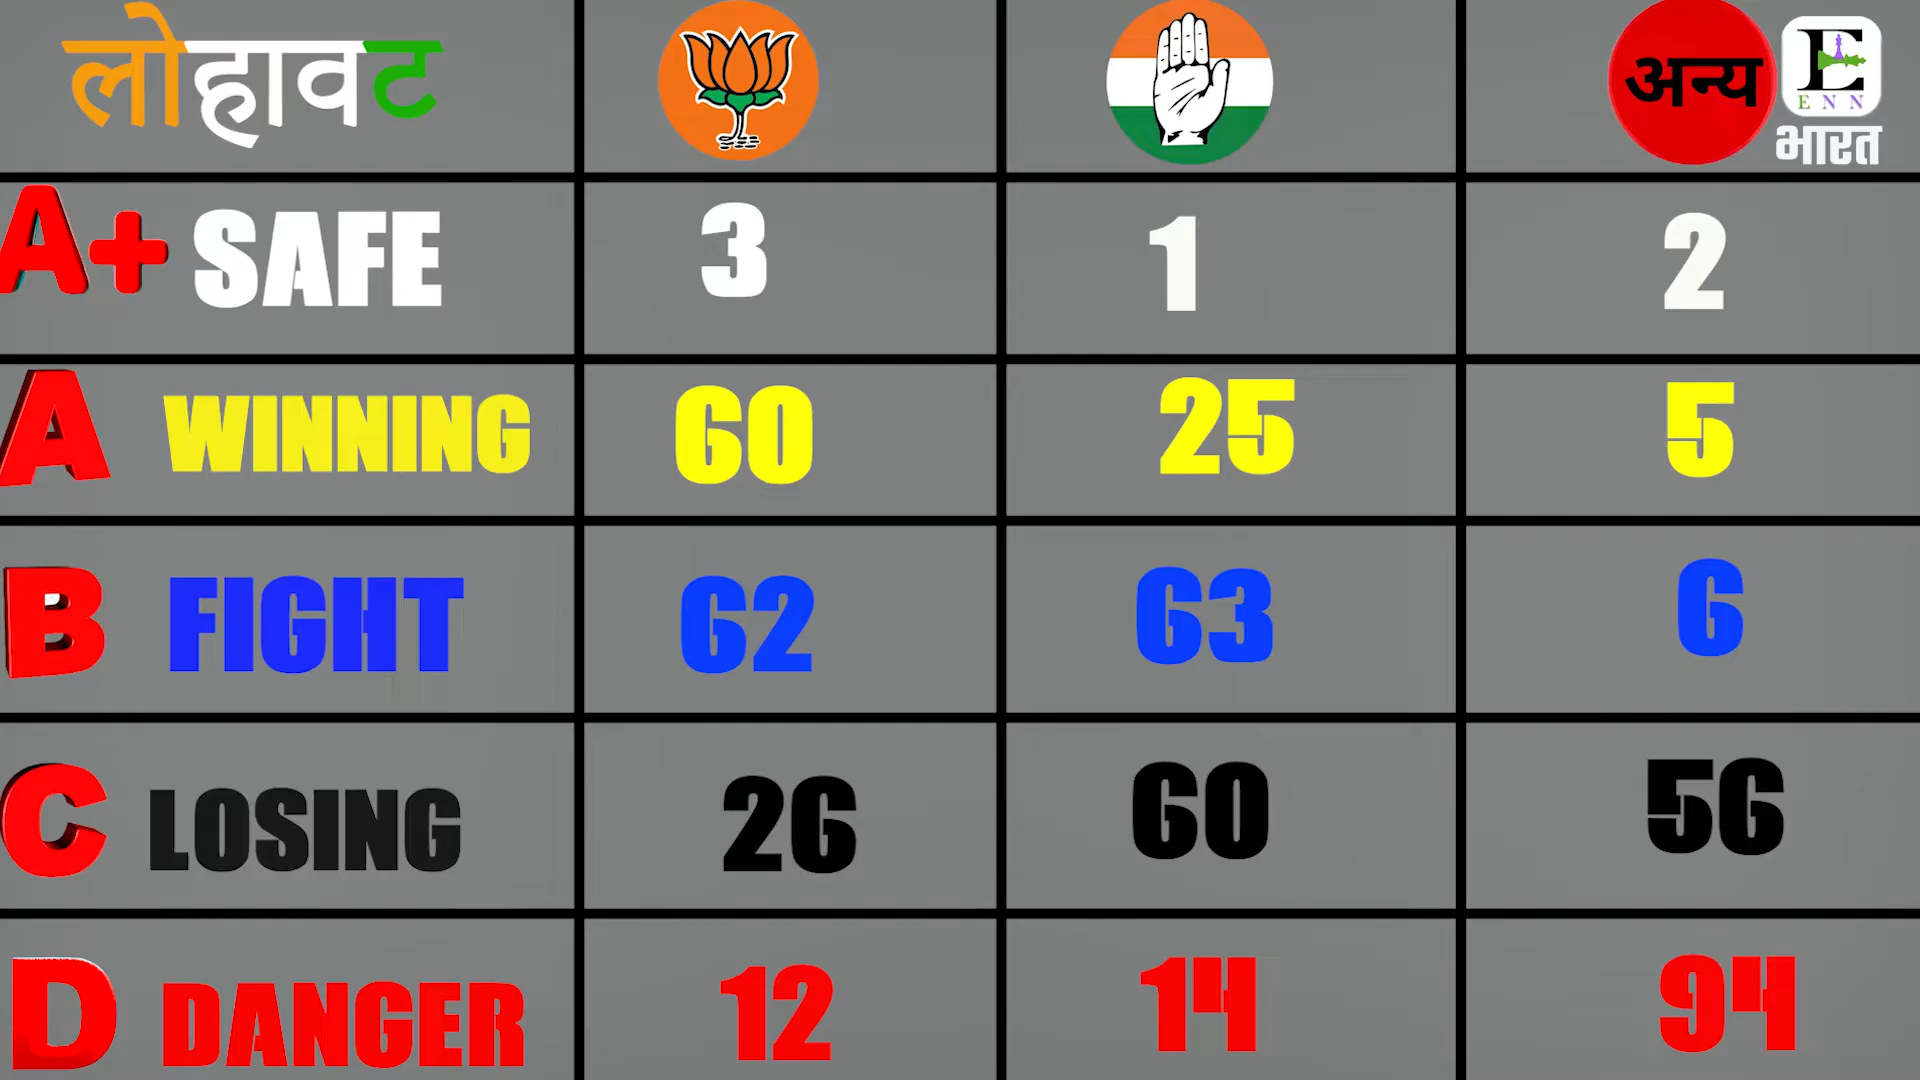 लोहावट अन्य E
ENN
भारत
A+ SAFE 3 1 2
A WINNING 60 25 5
B FIGHT 62 63 6
C LOSING 26 60 56
D DANGER 12 14 94